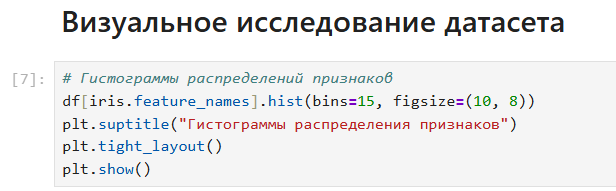 Визуальное исследование датасета
[7]: # Гистограммы распределений признаков
df[iris.feature_names].hist(bins=15, figsize=(10, 8))
plt.suptitle("Гистограммы распределения признаков")
plt.tight_layout()
plt.show()